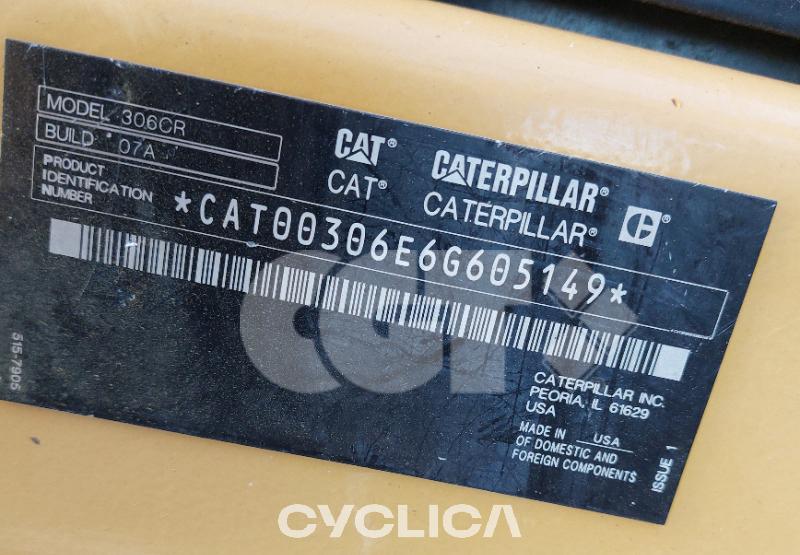 MODEL 306CR
BUILD 07A
PRODUCT
IDENTIFICATION
NUMBER
*CAT00306E6G605149*
CAT®
CAT®
CATERPILLAR®
CATERPILLAR®
C
515-7905
CATERPILLAR INC.
PEORIA, IL 61629
USA
MADE IN USA
OF DOMESTIC AND
FOREIGN COMPONENTS
ISSUE 1
CYCLICA